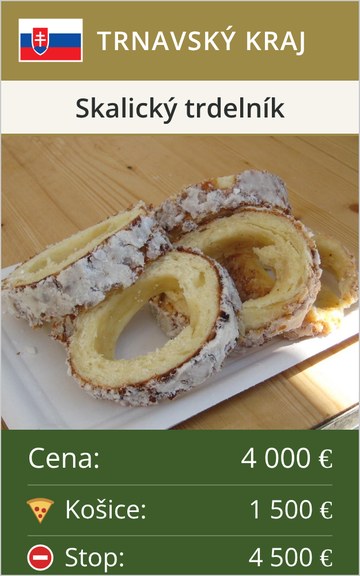 TRNAVSKÝ KRAJ
Skalický trdelník
Cena: 4 000 €
Košice: 1 500 €
Stop: 4 500 €